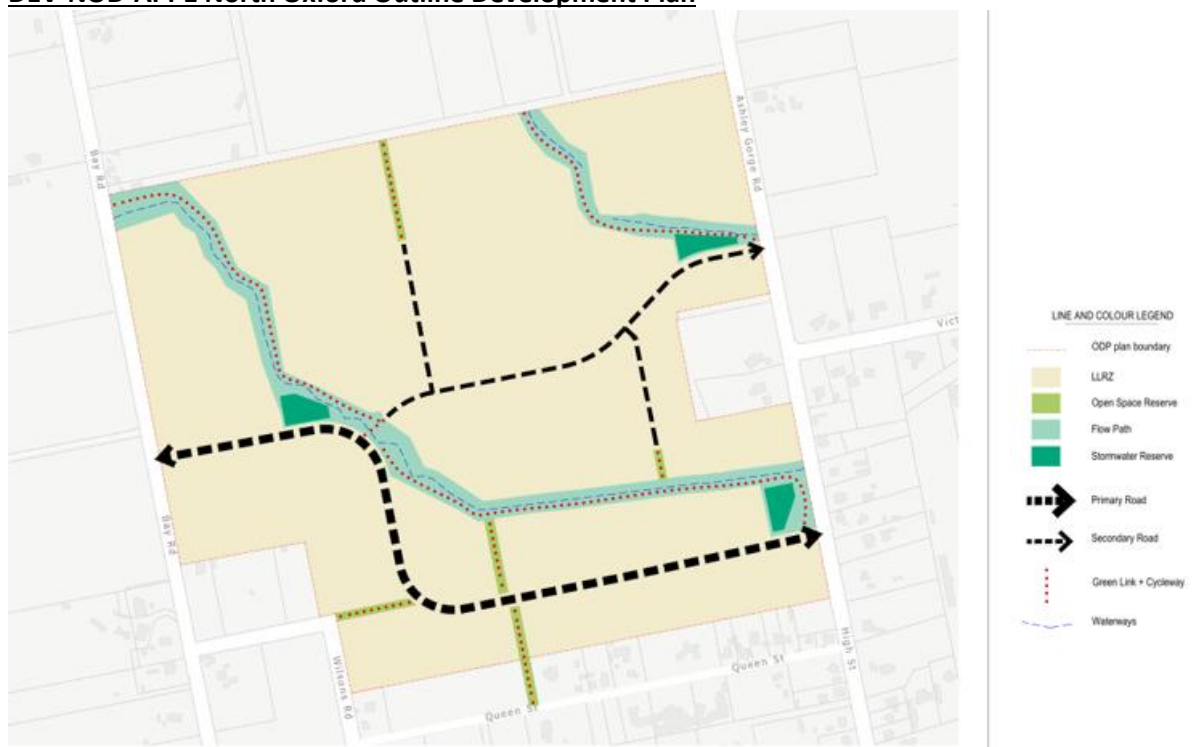 DEV-NOD-APP1 North Oxford Outline Development Plan
Bay Rd
Ashley Gorge Rd
Vict
Bay Rd
Wilsons Rd
High St
Queen St
Queen St
LINE AND COLOUR LEGEND
ODP plan boundary
LLRZ
Open Space Reserve
Flow Path
Stormwater Reserve
Primary Road
Secondary Road
Green Link + Cycleway
Waterways